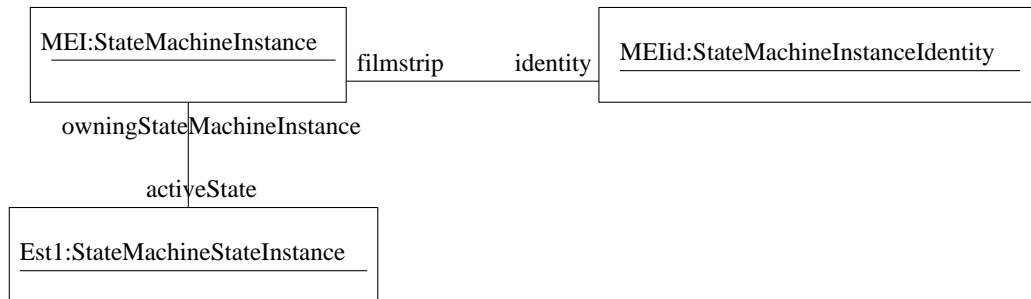 MEI:StateMachineInstance
MEIid:StateMachineInstanceIdentity
filmstrip
identity
owningStateMachineInstance
activeState
Est1:StateMachineStateInstance